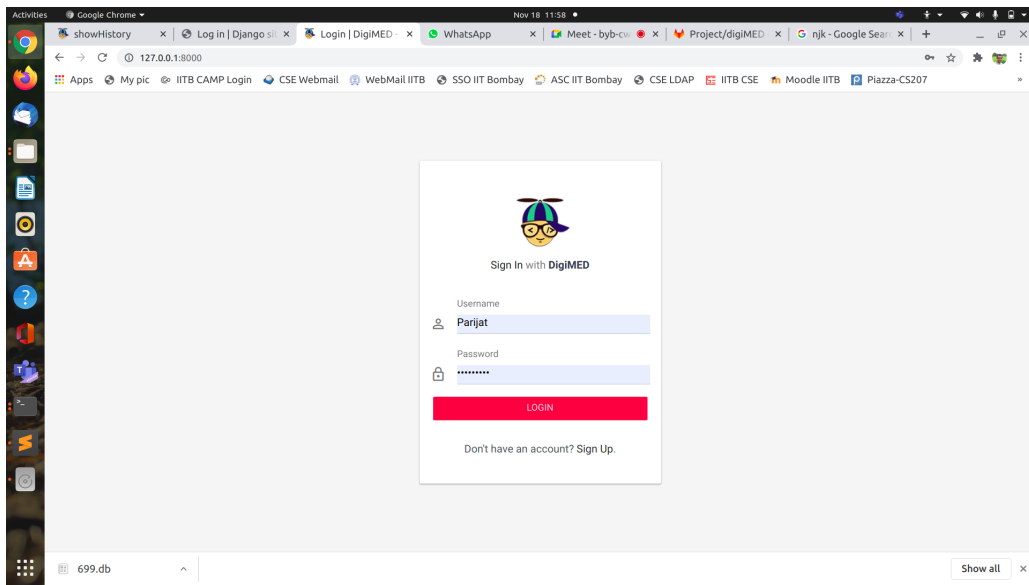 Activities Google Chrome ▾ Nov 18 11:58
showHistory Log in | Django sit Login | DigiMED - WhatsApp Meet - byb-cw Project/digiMED njk - Google Sear
127.0.0.1:8000
Apps My pic IITB CAMP Login CSE Webmail WebMail IITB SSO IIT Bombay ASC IIT Bombay CSE LDAP IITB CSE Moodle IITB Piazza-CS207 »
Sign In with DigiMED
Username
Parijat
Password
•••••••••
LOGIN
Don't have an account? Sign Up.
699.db
Show all